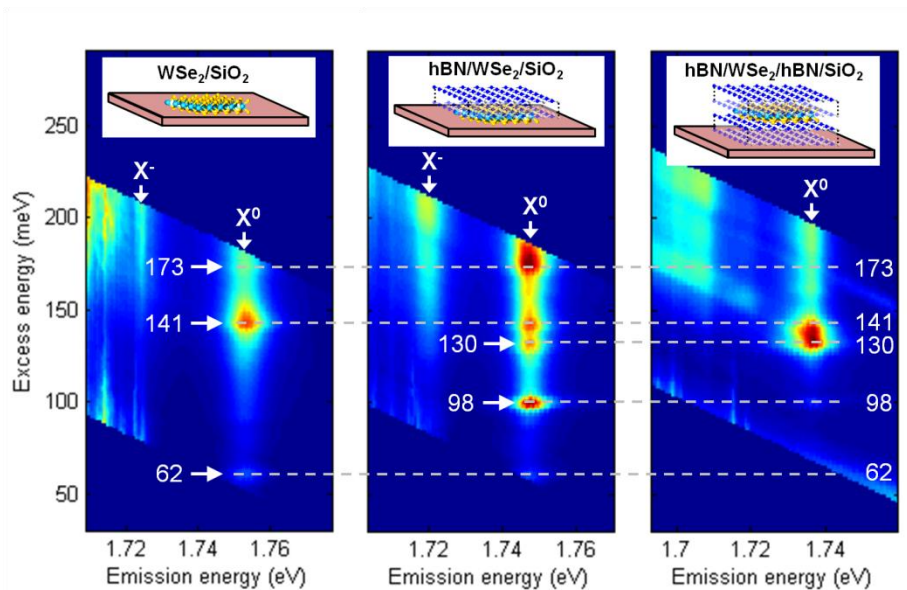 WSe₂/SiO₂
hBN/WSe₂/SiO₂
hBN/WSe₂/hBN/SiO₂
Excess energy (meV)
250
200
150
100
50
X⁻
X⁰
173
141
62
1.72
1.74
1.76
Emission energy (eV)
X⁻
X⁰
130
98
1.72
1.74
1.76
Emission energy (eV)
X⁰
173
141
130
98
62
1.7
1.72
1.74
Emission energy (eV)